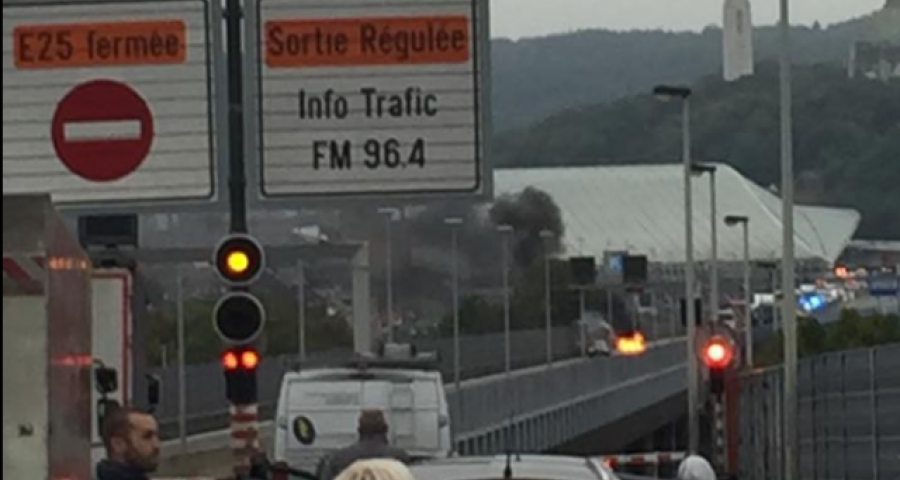 E25 fermée
Sortie Régulée
Info Trafic
FM 96.4